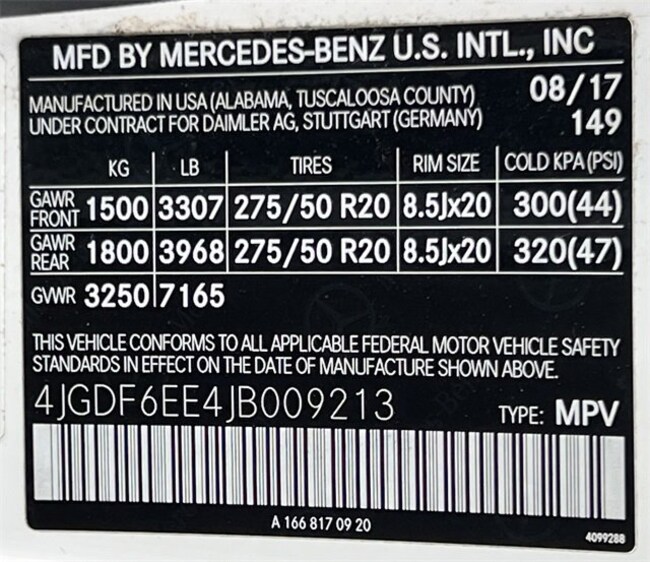 MFD BY MERCEDES-BENZ U.S. INTL., INC
MANUFACTURED IN USA (ALABAMA, TUSCALOOSA COUNTY) 08/17
UNDER CONTRACT FOR DAIMLER AG, STUTTGART (GERMANY) 149
KG LB TIRES RIM SIZE COLD KPA (PSI)
GAWR FRONT 1500 3307 275/50 R20 8.5Jx20 300(44)
GAWR REAR 1800 3968 275/50 R20 8.5Jx20 320(47)
GVWR 3250 7165
THIS VEHICLE CONFORMS TO ALL APPLICABLE FEDERAL MOTOR VEHICLE SAFETY
STANDARDS IN EFFECT ON THE DATE OF MANUFACTURE SHOWN ABOVE.
4JGDF6EE4JB009213 TYPE: MPV
A 166 817 09 20
4099288